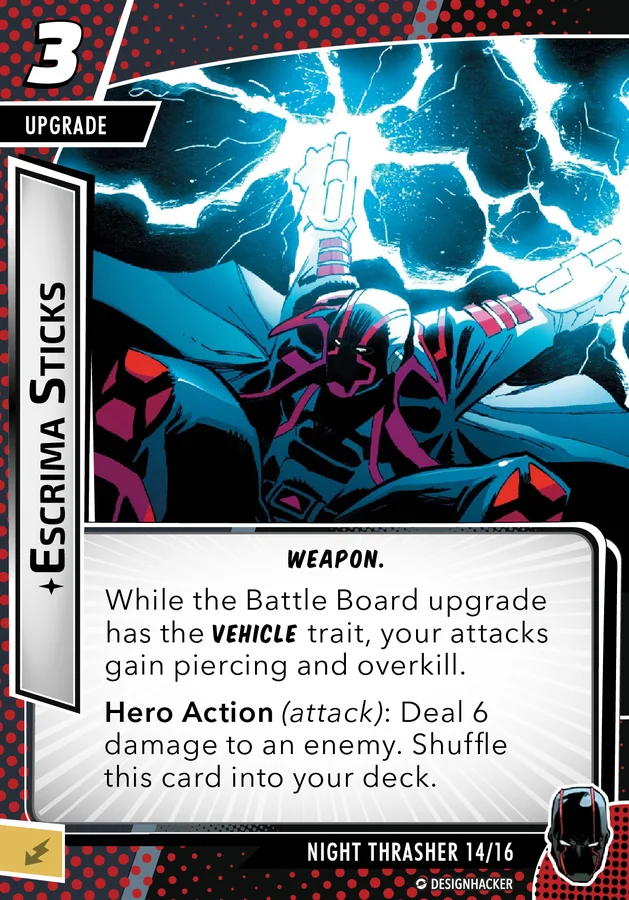 3
UPGRADE
✦ESCRIMA STICKS
WEAPON.
While the Battle Board upgrade
has the VEHICLE trait, your attacks
gain piercing and overkill.
Hero Action (attack): Deal 6
damage to an enemy. Shuffle
this card into your deck.
NIGHT THRASHER 14/16
DESIGNHACKER